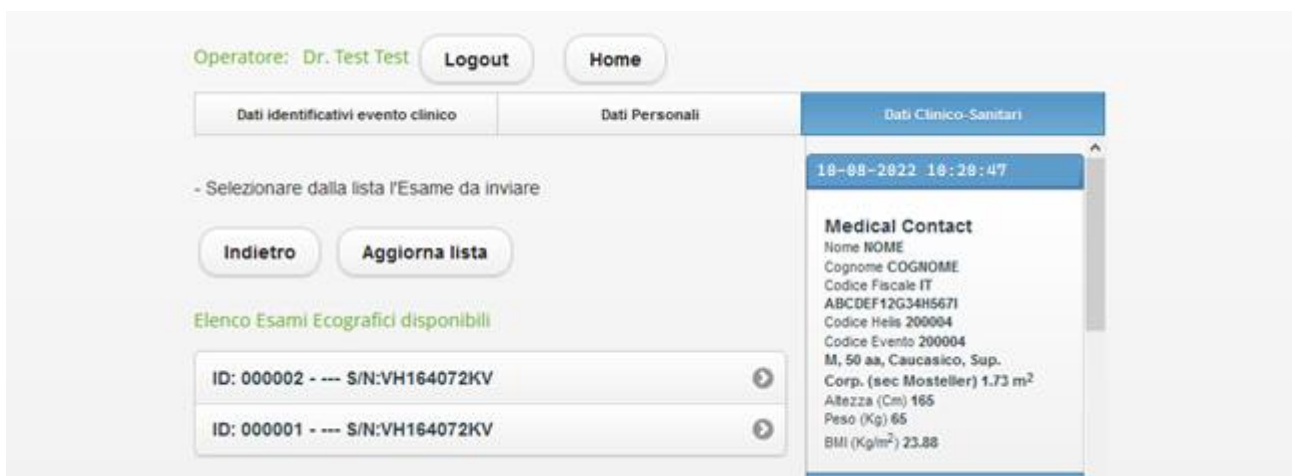 Operatore: Dr. Test Test Logout Home
Dati identificativi evento clinico Dati Personali Dati Clinico-Sanitari
- Selezionare dalla lista l'Esame da inviare
Indietro Aggiorna lista
Elenco Esami Ecografici disponibili
ID: 000002 - --- S/N:VH164072KV
ID: 000001 - --- S/N:VH164072KV
10-08-2022 10:20:47
Medical Contact
Nome NOME
Cognome COGNOME
Codice Fiscale IT
ABCDEF12G34H567I
Codice Helis 200004
Codice Evento 200004
M, 50 aa, Caucasico, Sup.
Corp. (sec Mosteller) 1.73 m²
Altezza (Cm) 165
Peso (Kg) 65
BMI (Kg/m²) 23.88